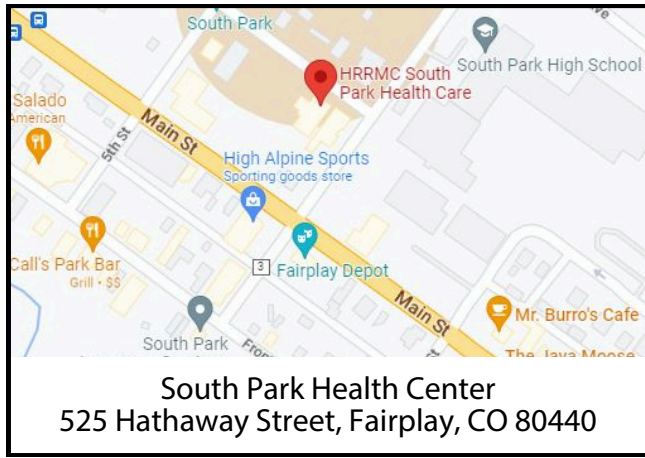 South Park
HRRMC South
Park Health Care
South Park High School
Salado
American
5th St
Main St
High Alpine Sports
Sporting goods store
Call's Park Bar
Grill • $$
3
Fairplay Depot
Main St
Mr. Burro's Cafe
South Park
The Java Moose
South Park Health Center
525 Hathaway Street, Fairplay, CO 80440